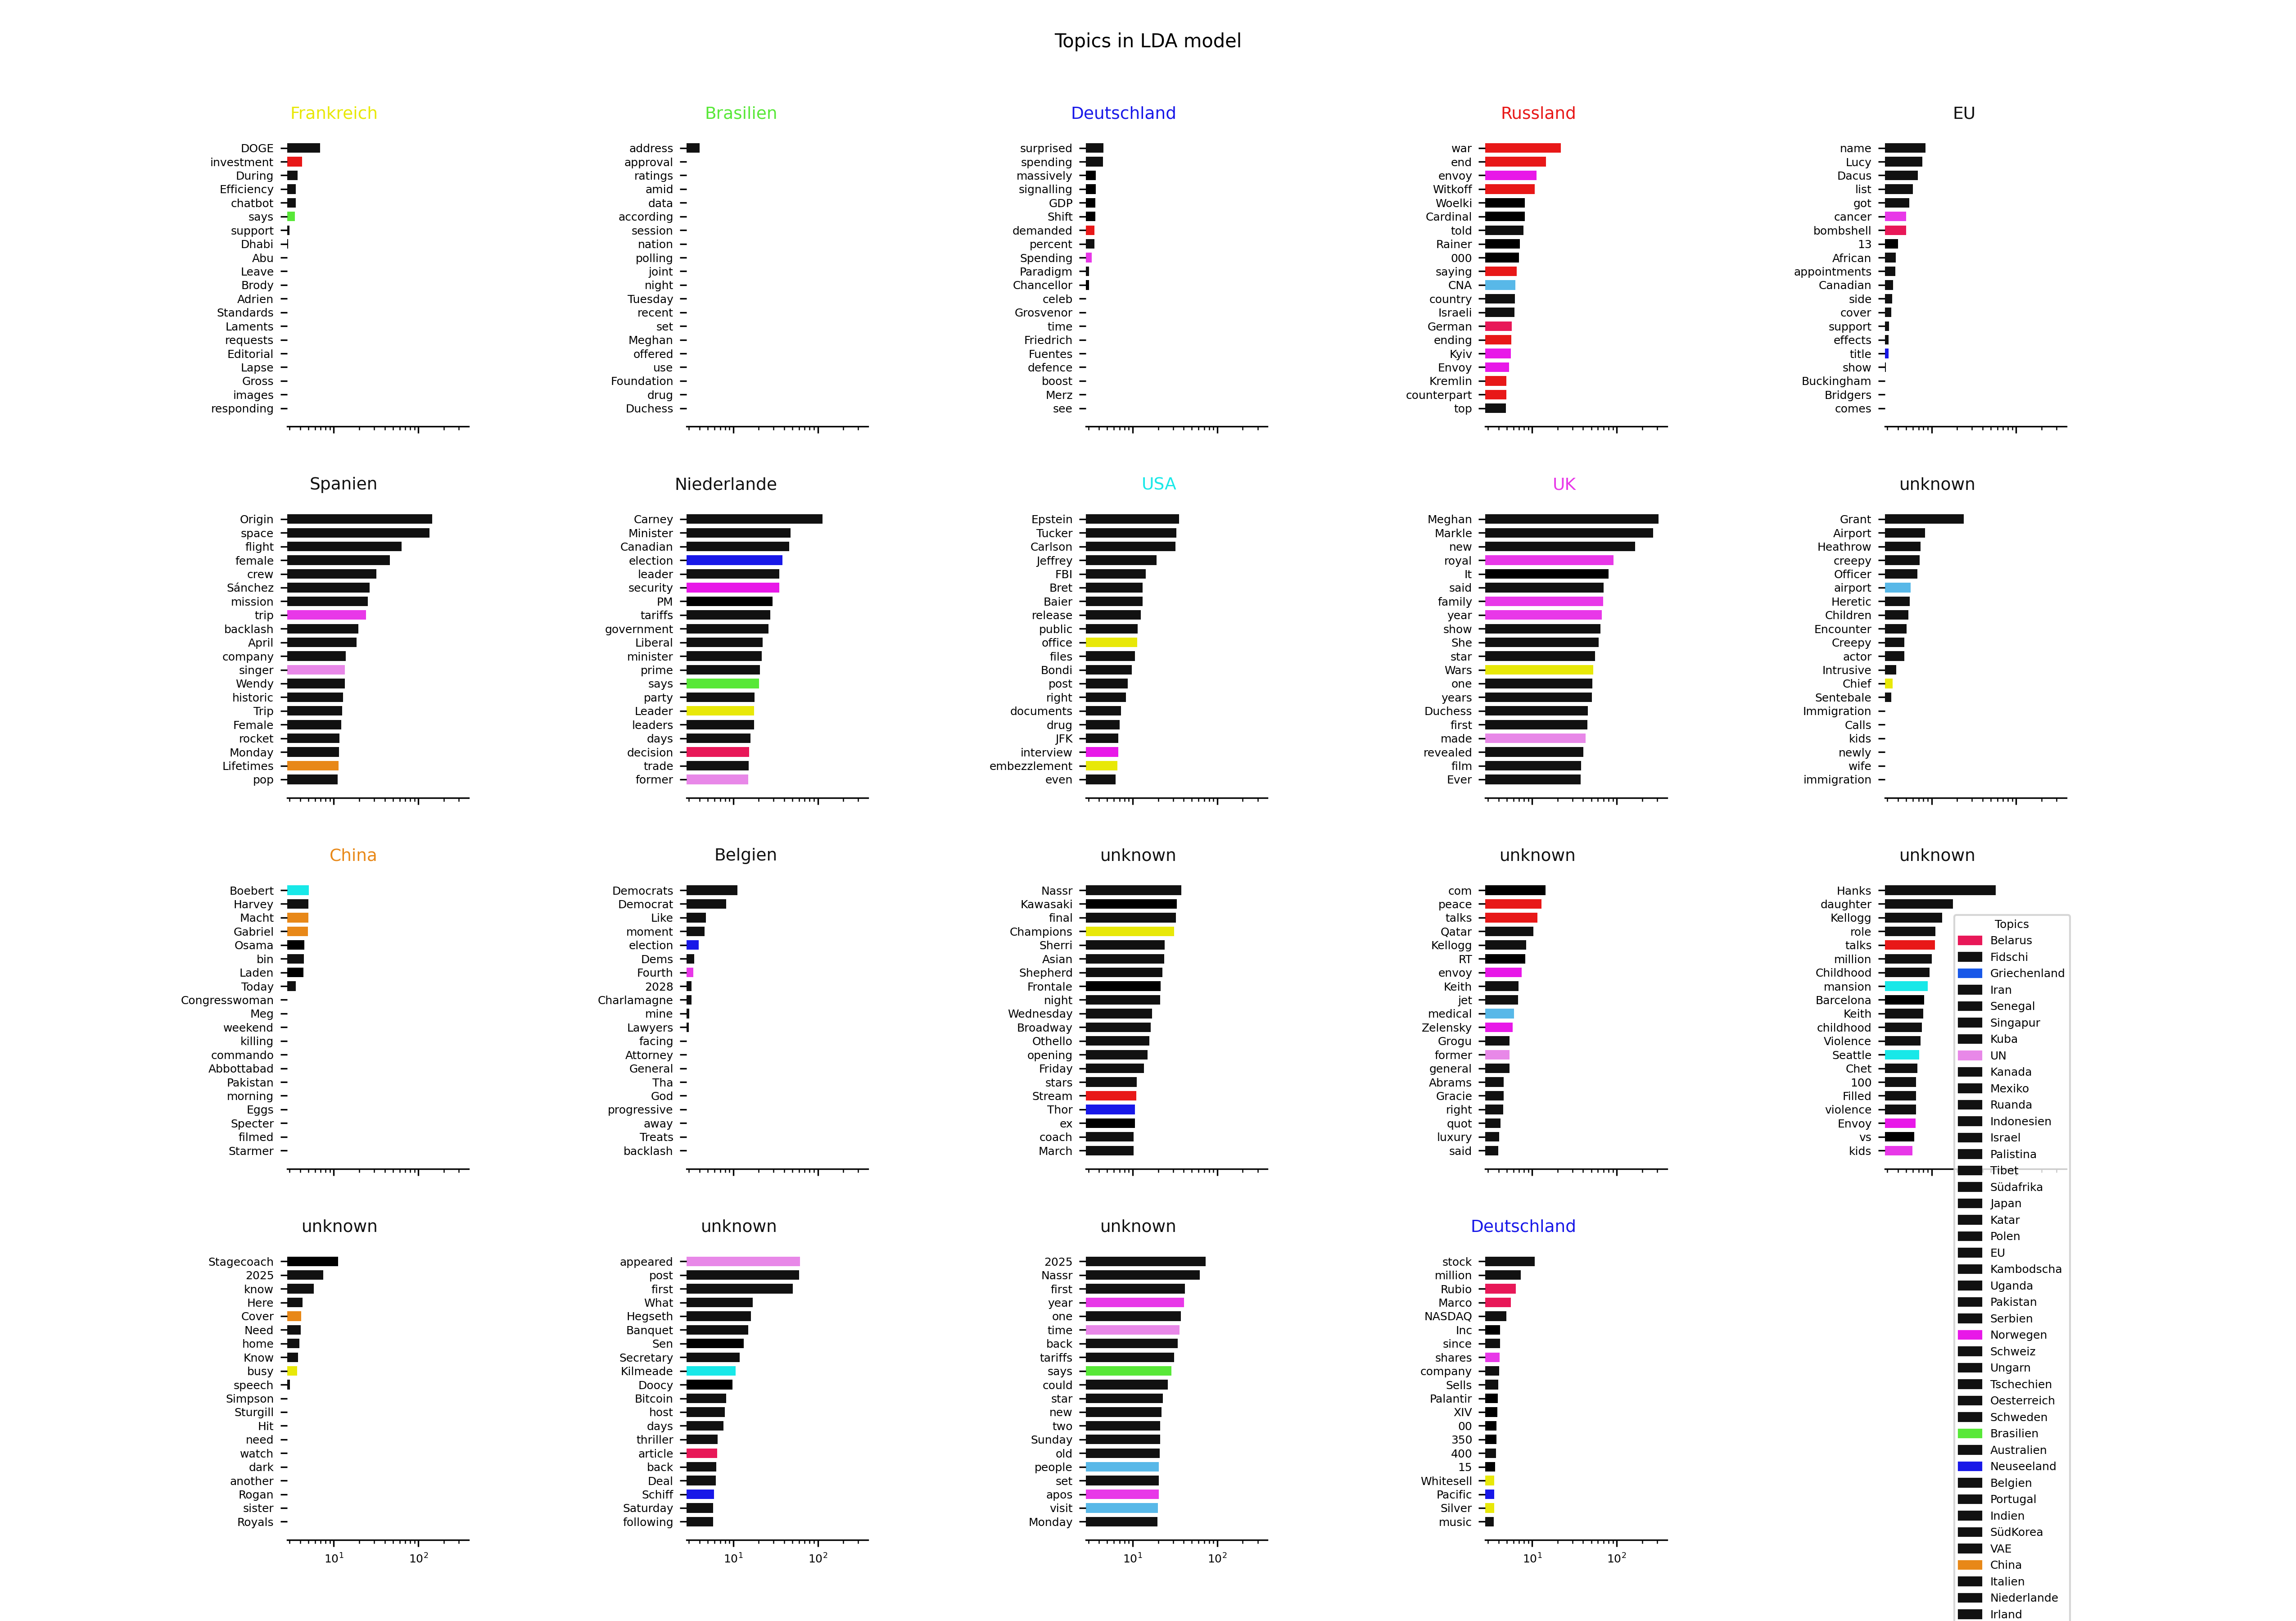 Topics in LDA model
Frankreich
DOGE
investment
During
Efficiency
chatbot
says
support
Dhabi
Abu
Leave
Brody
Adrien
Standards
Laments
requests
Editorial
Lapse
Gross
images
responding
Brasilien
address
approval
ratings
amid
data
according
session
nation
polling
joint
night
Tuesday
recent
set
Meghan
offered
use
Foundation
drug
Duchess
Deutschland
surprised
spending
massively
signalling
GDP
Shift
demanded
percent
Spending
Paradigm
Chancellor
celeb
Grosvenor
time
Friedrich
Fuentes
defence
boost
Merz
see
Russland
war
end
envoy
Witkoff
Woelki
Cardinal
told
Rainer
000
saying
CNA
country
Israeli
German
ending
Kyiv
Envoy
Kremlin
counterpart
top
EU
name
Lucy
Dacus
list
got
cancer
bombshell
13
African
appointments
Canadian
side
cover
support
effects
title
show
Buckingham
Bridgers
comes
Spanien
Origin
space
flight
female
crew
Sánchez
mission
trip
backlash
April
company
singer
Wendy
historic
Trip
Female
rocket
Monday
Lifetimes
pop
Niederlande
Carney
Minister
Canadian
election
leader
security
PM
tariffs
government
Liberal
minister
prime
says
party
Leader
leaders
days
decision
trade
former
USA
Epstein
Tucker
Carlson
Jeffrey
FBI
Bret
Baier
release
public
office
files
Bondi
post
right
documents
drug
JFK
interview
embezzlement
even
UK
Meghan
Markle
new
royal
It
said
family
year
show
She
star
Wars
one
years
Duchess
first
made
revealed
film
Ever
unknown
Grant
Airport
Heathrow
creepy
Officer
airport
Heretic
Children
Encounter
Creepy
actor
Intrusive
Chief
Sentebale
Immigration
Calls
kids
newly
wife
immigration
China
Boebert
Harvey
Macht
Gabriel
Osama
bin
Laden
Today
Congresswoman
Meg
weekend
killing
commando
Abbottabad
Pakistan
morning
Eggs
Specter
filmed
Starmer
Belgien
Democrats
Democrat
Like
moment
election
Dems
Fourth
2028
Charlamagne
mine
Lawyers
facing
Attorney
General
Tha
God
progressive
away
Treats
backlash
unknown
Nassr
Kawasaki
final
Champions
Sherri
Asian
Shepherd
Frontale
night
Wednesday
Broadway
Othello
opening
Friday
stars
Stream
Thor
ex
coach
March
unknown
com
peace
talks
Qatar
Kellogg
RT
envoy
Keith
jet
medical
Zelensky
Grogu
former
general
Abrams
Gracie
right
quot
luxury
said
unknown
Hanks
daughter
Kellogg
role
talks
million
Childhood
mansion
Barcelona
Keith
childhood
Violence
Seattle
Chet
100
Filled
violence
Envoy
vs
kids
unknown
Stagecoach
2025
know
Here
Cover
Need
home
Know
busy
speech
Simpson
Sturgill
Hit
need
watch
dark
another
Rogan
sister
Royals
10¹ 10²
unknown
appeared
post
first
What
Hegseth
Banquet
Sen
Secretary
Kilmeade
Doocy
Bitcoin
host
days
thriller
article
back
Deal
Schiff
Saturday
following
10¹ 10²
unknown
2025
Nassr
first
year
one
time
back
tariffs
says
could
star
new
two
Sunday
old
people
set
apos
visit
Monday
10¹ 10²
Deutschland
stock
million
Rubio
Marco
NASDAQ
Inc
since
shares
company
Sells
Palantir
XIV
00
350
400
15
Whitesell
Pacific
Silver
music
10¹ 10²
Topics
Belarus
Fidschi
Griechenland
Iran
Senegal
Singapur
Kuba
UN
Kanada
Mexiko
Ruanda
Indonesien
Israel
Palistina
Tibet
Südafrika
Japan
Katar
Polen
EU
Kambodscha
Uganda
Pakistan
Serbien
Norwegen
Schweiz
Ungarn
Tschechien
Oesterreich
Schweden
Brasilien
Australien
Neuseeland
Belgien
Portugal
Indien
SüdKorea
VAE
China
Italien
Niederlande
Irland